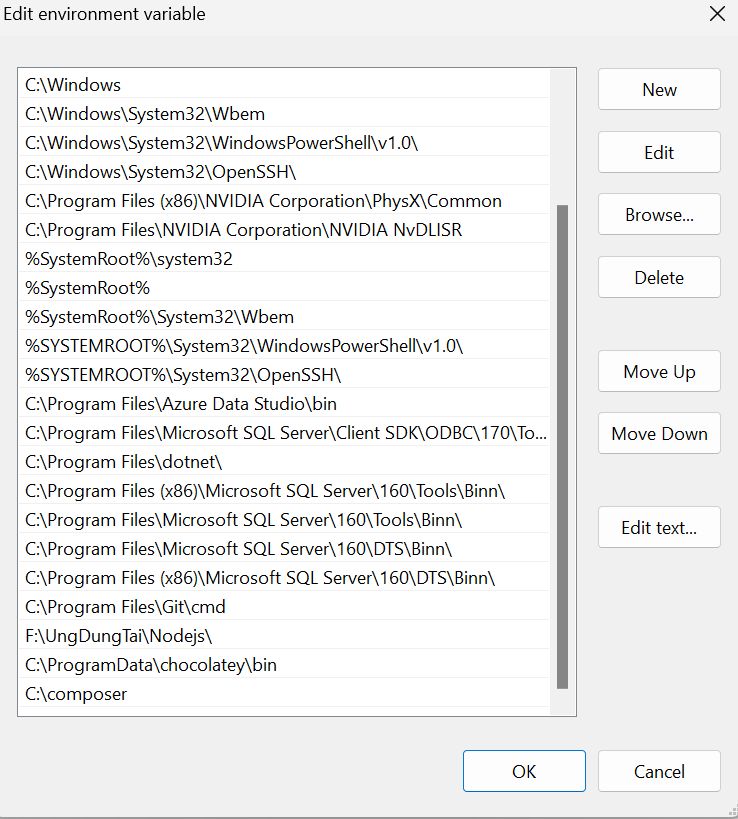 Edit environment variable
C:\Windows
C:\Windows\System32\Wbem
C:\Windows\System32\WindowsPowerShell\v1.0\
C:\Windows\System32\OpenSSH\
C:\Program Files (x86)\NVIDIA Corporation\PhysX\Common
C:\Program Files\NVIDIA Corporation\NVIDIA NvDLISR
%SystemRoot%\system32
%SystemRoot%
%SystemRoot%\System32\Wbem
%SYSTEMROOT%\System32\WindowsPowerShell\v1.0\
%SYSTEMROOT%\System32\OpenSSH\
C:\Program Files\Azure Data Studio\bin
C:\Program Files\Microsoft SQL Server\Client SDK\ODBC\170\To...
C:\Program Files\dotnet\
C:\Program Files (x86)\Microsoft SQL Server\160\Tools\Binn\
C:\Program Files\Microsoft SQL Server\160\Tools\Binn\
C:\Program Files\Microsoft SQL Server\160\DTS\Binn\
C:\Program Files (x86)\Microsoft SQL Server\160\DTS\Binn\
C:\Program Files\Git\cmd
F:\UngDungTai\Nodejs\
C:\ProgramData\chocolatey\bin
C:\composer
New
Edit
Browse...
Delete
Move Up
Move Down
Edit text...
OK
Cancel